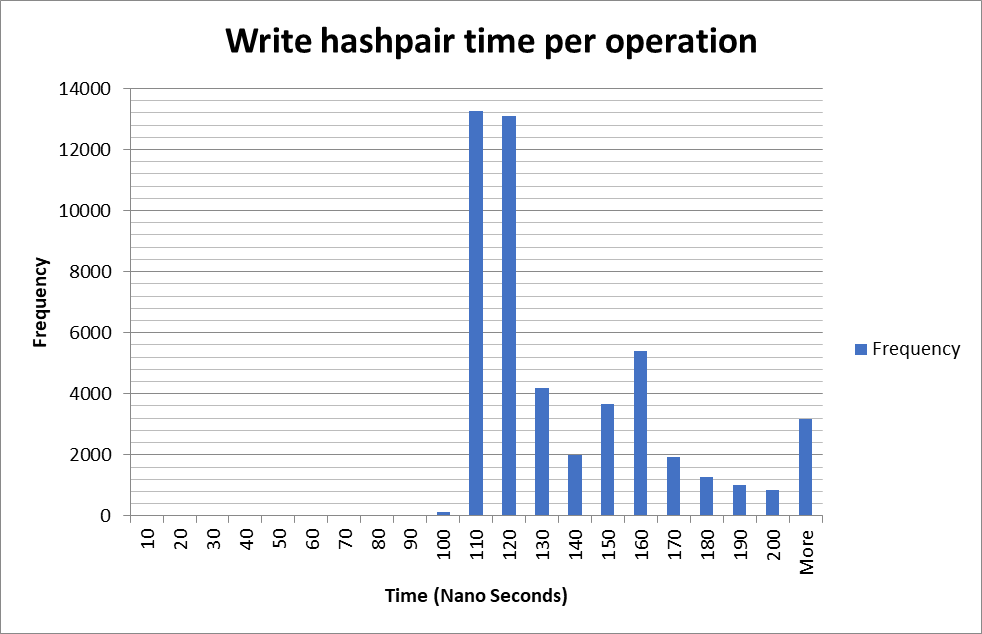 Write hashpair time per operation
14000
12000
10000
8000
6000
4000
2000
0
Frequency
10 20 30 40 50 60 70 80 90 100 110 120 130 140 150 160 170 180 190 200 More
Time (Nano Seconds)
Frequency